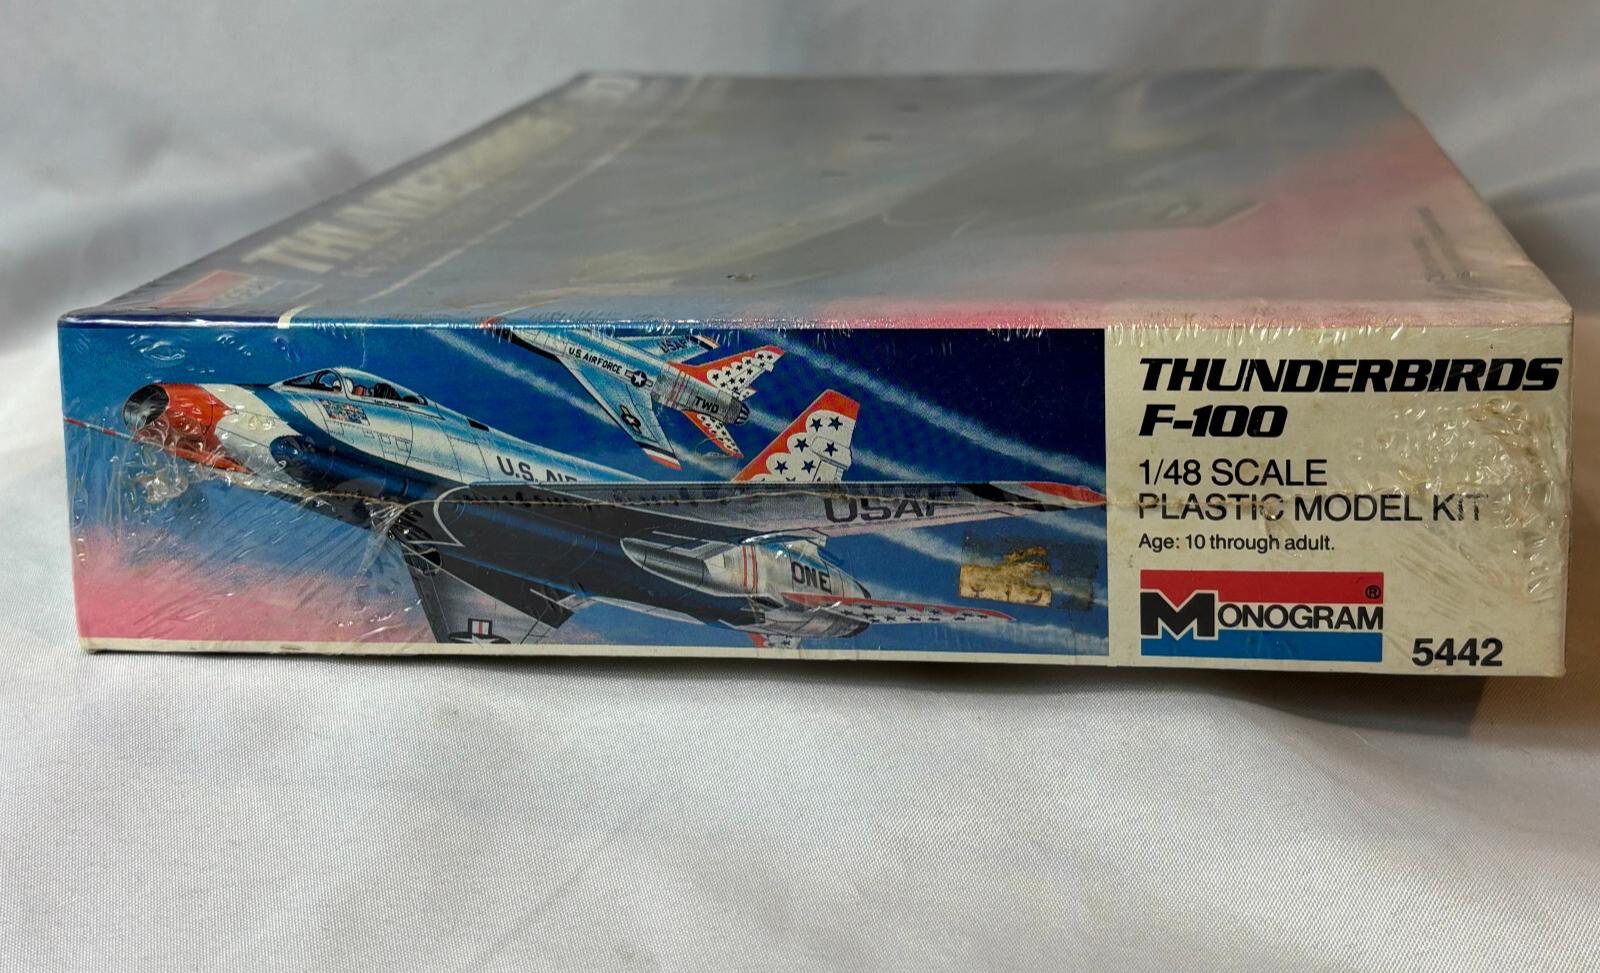 THUNDERBIRDS
F-100
1/48 SCALE
PLASTIC MODEL KIT
Age: 10 through adult.
MONOGRAM®
5442
U.S. AIR FORCE
USAF
TWO
U.S. AIR
USAF
ONE